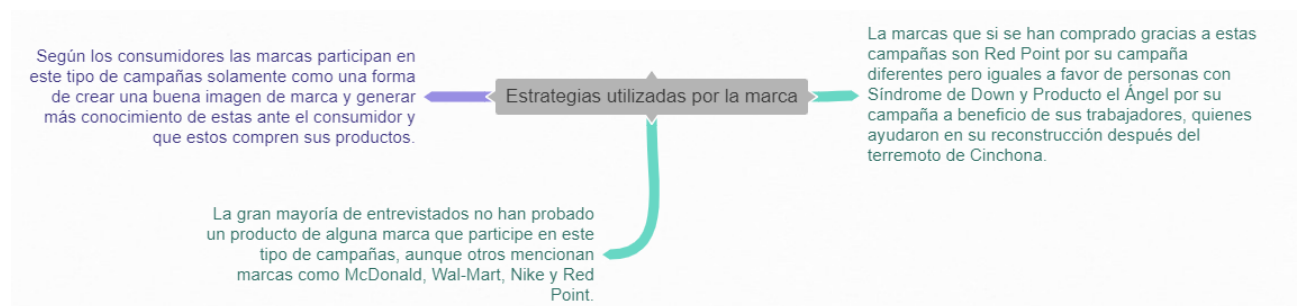 Según los consumidores las marcas participan en
este tipo de campañas solamente como una forma
de crear una buena imagen de marca y generar
más conocimiento de estas ante el consumidor y
que estos compren sus productos.
Estrategias utilizadas por la marca
La marcas que si se han comprado gracias a estas
campañas son Red Point por su campaña
diferentes pero iguales a favor de personas con
Síndrome de Down y Producto el Ángel por su
campaña a beneficio de sus trabajadores, quienes
ayudaron en su reconstrucción después del
terremoto de Cinchona.
La gran mayoría de entrevistados no han probado
un producto de alguna marca que participe en este
tipo de campañas, aunque otros mencionan
marcas como McDonald, Wal-Mart, Nike y Red
Point.